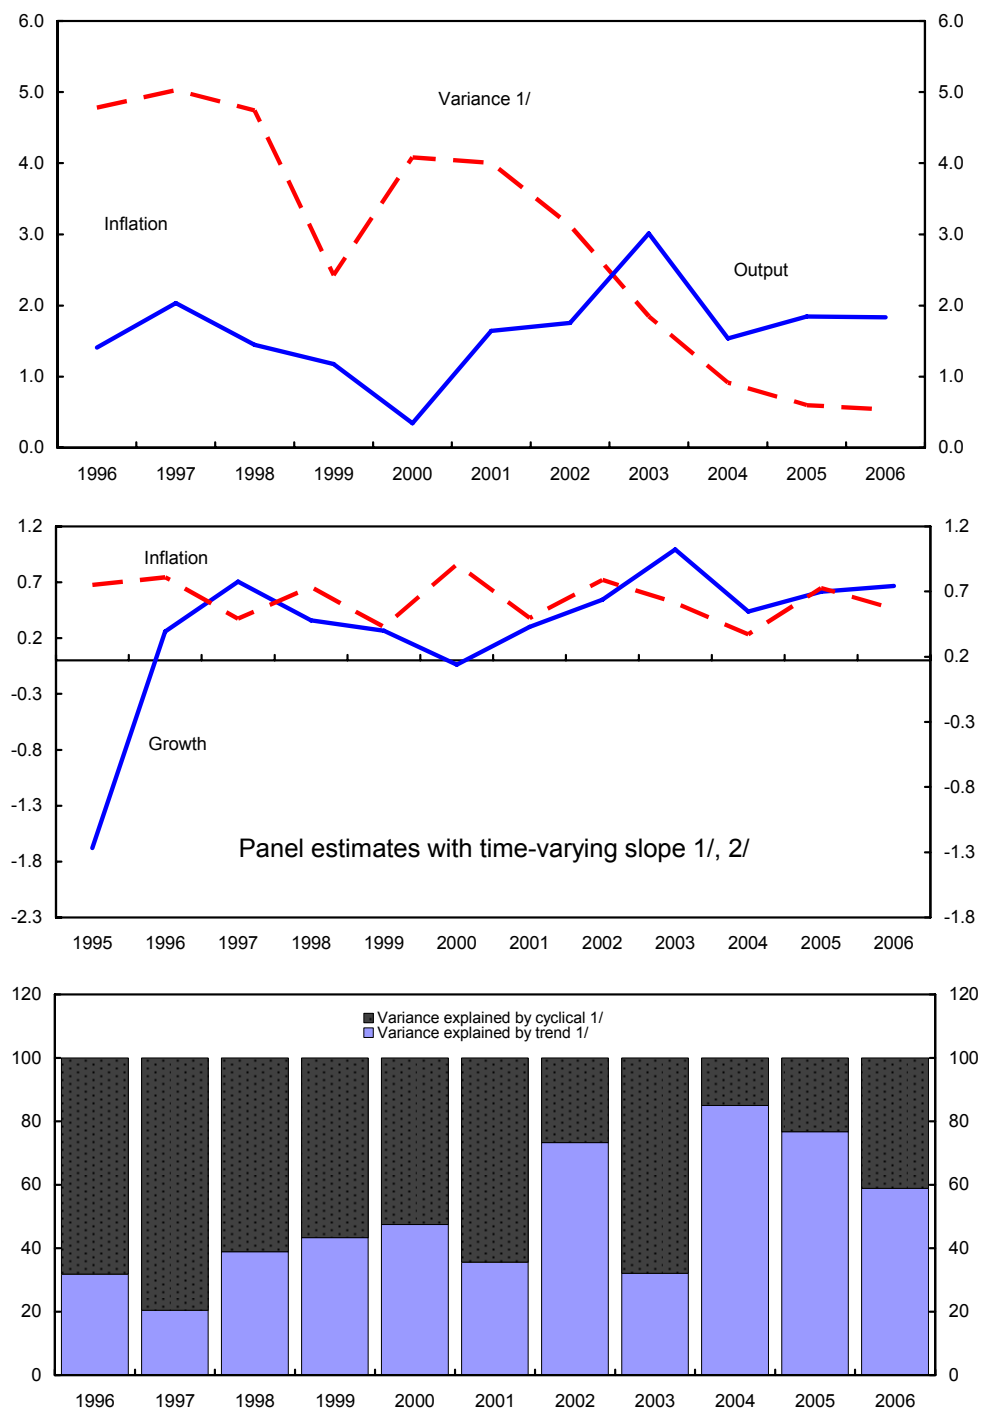 6.0 6.0
5.0 Variance 1/ 5.0
4.0 4.0
Inflation
3.0 3.0
Output
2.0 2.0
1.0 1.0
0.0 0.0
1996 1997 1998 1999 2000 2001 2002 2003 2004 2005 2006
1.2 1.2
Inflation
0.7 0.7
0.2 0.2
-0.3 -0.3
Growth
-0.8 -0.8
-1.3 -1.3
Panel estimates with time-varying slope 1/, 2/
-1.8
-2.3 -1.8
1995 1996 1997 1998 1999 2000 2001 2002 2003 2004 2005 2006
120 120
Variance explained by cyclical 1/
Variance explained by trend 1/
100 100
80 80
60 60
40 40
20 20
0 0
1996 1997 1998 1999 2000 2001 2002 2003 2004 2005 2006